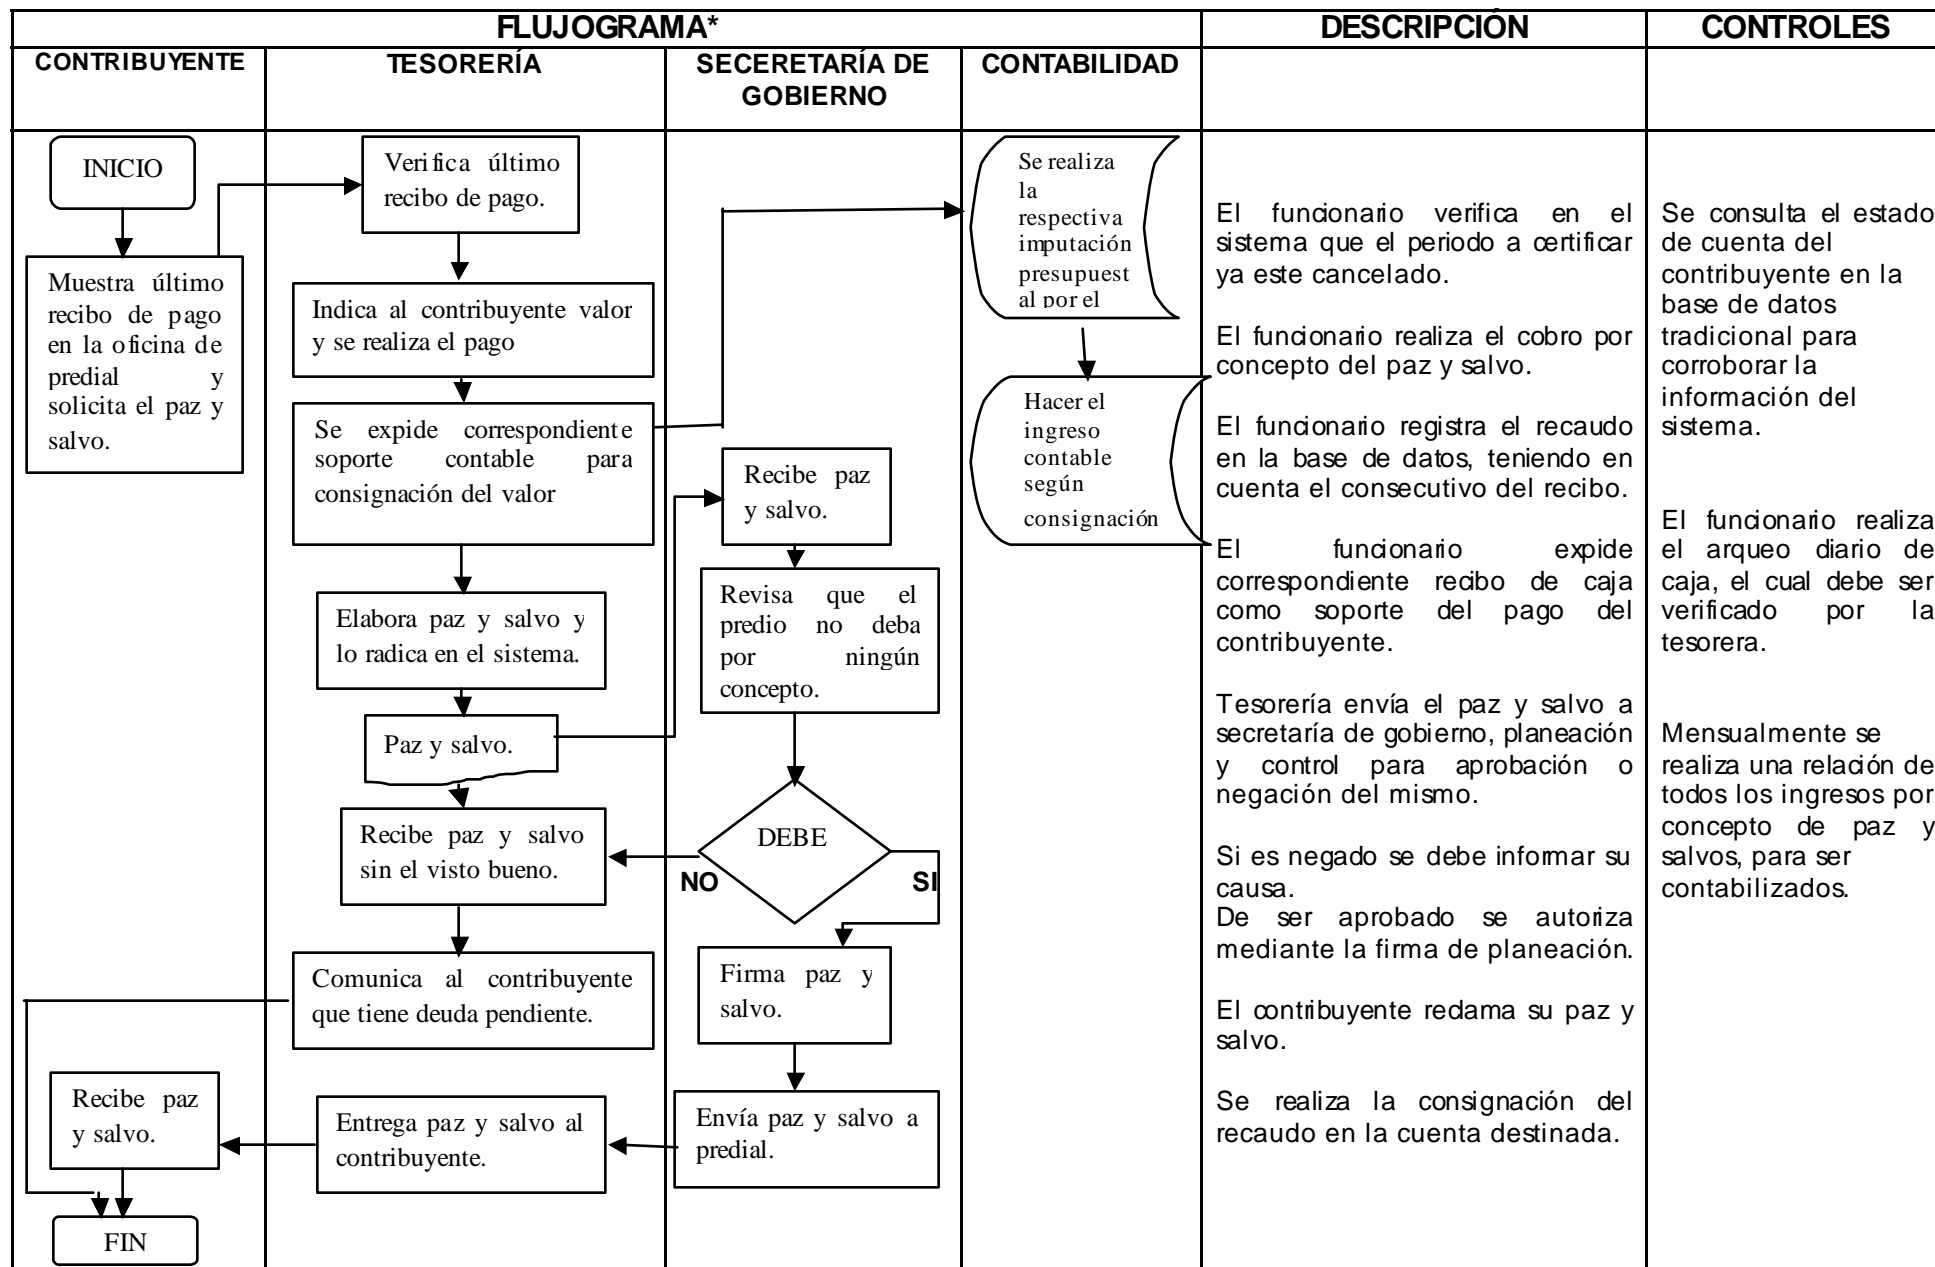 FLUJOGRAMA*
DESCRIPCIÓN
CONTROLES
CONTRIBUYENTE
TESORERÍA
SECERETARÍA DE
GOBIERNO
CONTABILIDAD
INICIO
Muestra último
recibo de pago
en la oficina de
predial y
solicita el paz y
salvo.
Recibe paz
y salvo.
FIN
Verifica último
recibo de pago.
Indica al contribuyente valor
y se realiza el pago
Se expide correspondiente
soporte contable para
consignación del valor
Elabora paz y salvo y
lo radica en el sistema.
Paz y salvo.
Recibe paz y salvo
sin el visto bueno.
Comunica al contribuyente
que tiene deuda pendiente.
Entrega paz y salvo al
contribuyente.
Recibe paz
y salvo.
Revisa que el
predio no deba
por ningún
concepto.
DEBE
NO
SI
Firma paz y
salvo.
Envía paz y salvo a
predial.
Se realiza
la
respectiva
imputación
presupuest
al por el
Hacer el
ingreso
contable
según
consignación
El funcionario verifica en el
sistema que el periodo a certificar
ya este cancelado.
El funcionario realiza el cobro por
concepto del paz y salvo.
El funcionario registra el recaudo
en la base de datos, teniendo en
cuenta el consecutivo del recibo.
El funcionario expide
correspondiente recibo de caja
como soporte del pago del
contribuyente.
Tesorería envía el paz y salvo a
secretaría de gobierno, planeación
y control para aprobación o
negación del mismo.
Si es negado se debe informar su
causa.
De ser aprobado se autoriza
mediante la firma de planeación.
El contribuyente reclama su paz y
salvo.
Se realiza la consignación del
recaudo en la cuenta destinada.
Se consulta el estado
de cuenta del
contribuyente en la
base de datos
tradicional para
corroborar la
información del
sistema.
El funcionario realiza
el arqueo diario de
caja, el cual debe ser
verificado por la
tesorera.
Mensualmente se
realiza una relación de
todos los ingresos por
concepto de paz y
salvos, para ser
contabilizados.